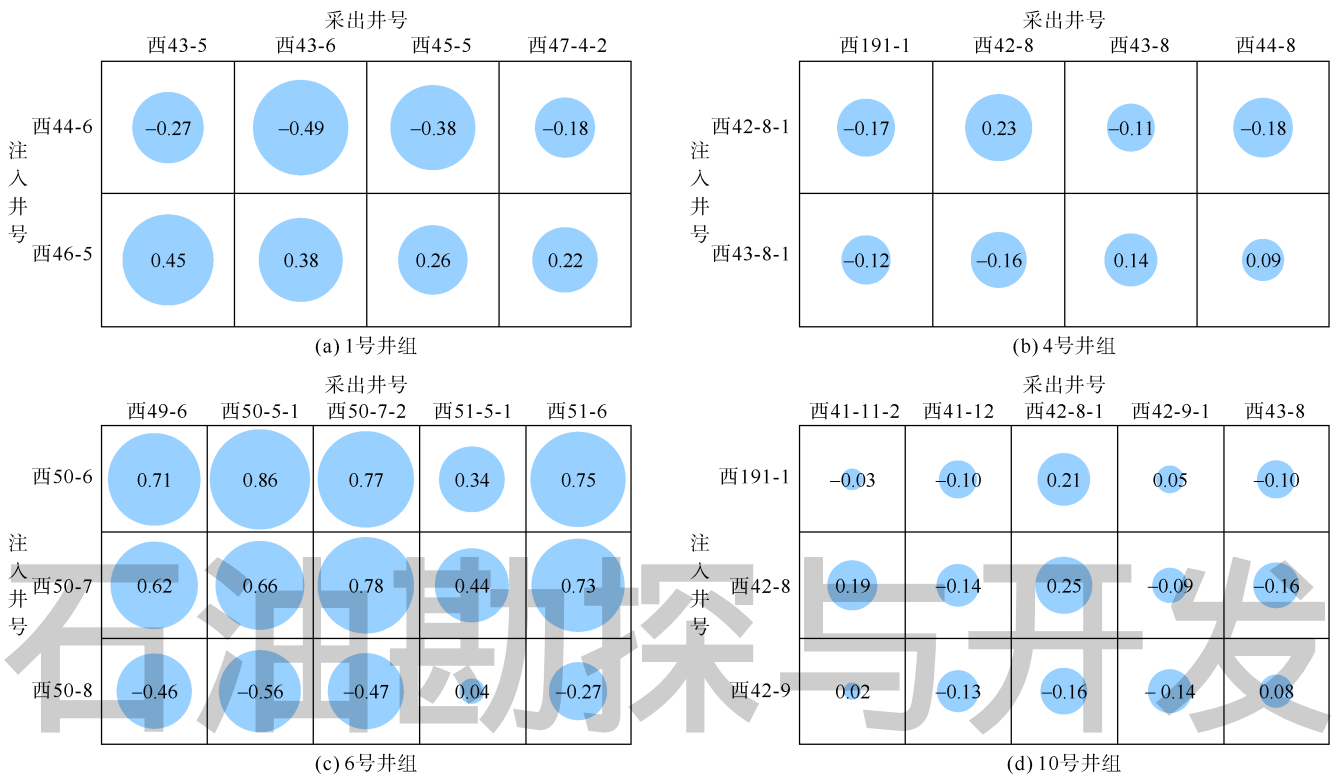 采出井号
西43-5 西43-6 西45-5 西47-4-2
注入井号
西44-6 −0.27 −0.49 −0.38 −0.18
西46-5 0.45 0.38 0.26 0.22
(a) 1号井组
采出井号
西191-1 西42-8 西43-8 西44-8
注入井号
西42-8-1 −0.17 0.23 −0.11 −0.18
西43-8-1 −0.12 −0.16 0.14 0.09
(b) 4号井组
采出井号
西49-6 西50-5-1 西50-7-2 西51-5-1 西51-6
注入井号
西50-6 0.71 0.86 0.77 0.34 0.75
西50-7 0.62 0.66 0.78 0.44 0.73
西50-8 −0.46 −0.56 −0.47 0.04 −0.27
(c) 6号井组
采出井号
西41-11-2 西41-12 西42-8-1 西42-9-1 西43-8
注入井号
西191-1 −0.03 −0.10 0.21 0.05 −0.10
西42-8 0.19 −0.14 0.25 −0.09 −0.16
西42-9 0.02 −0.13 −0.16 −0.14 0.08
(d) 10号井组
石油勘探与开发